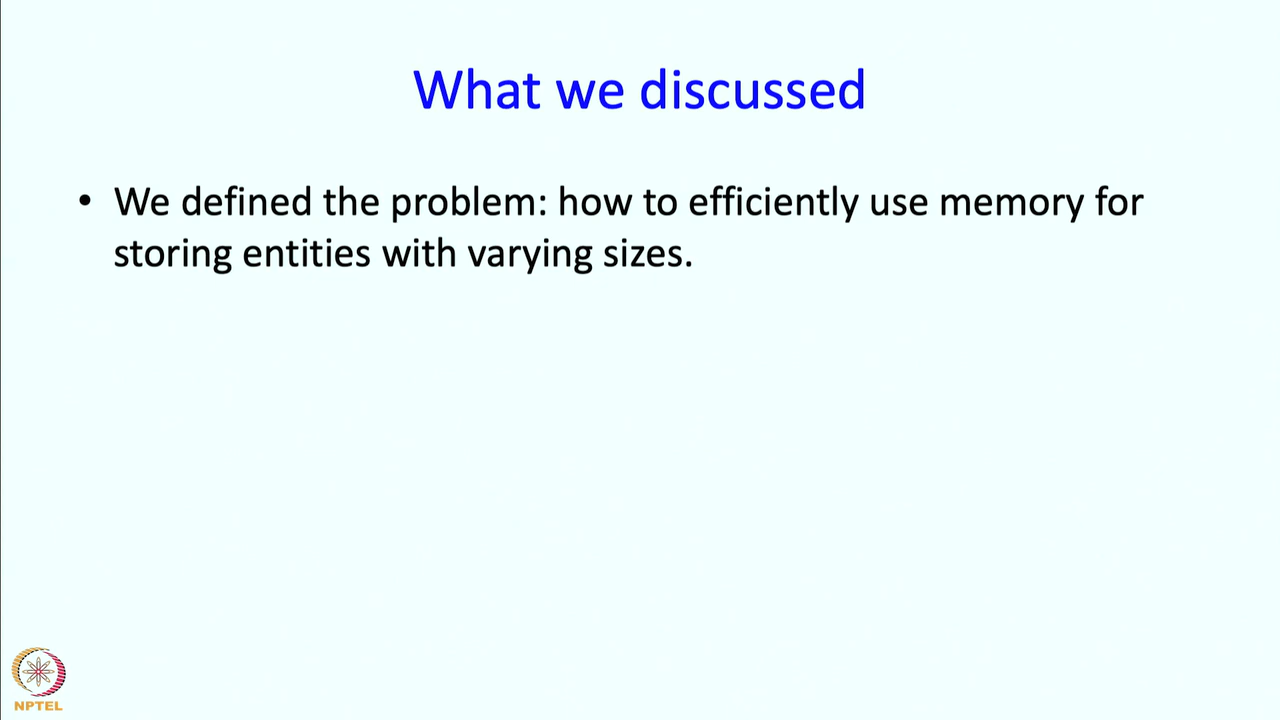 What we discussed
• We defined the problem: how to efficiently use memory for
storing entities with varying sizes.
NPTEL